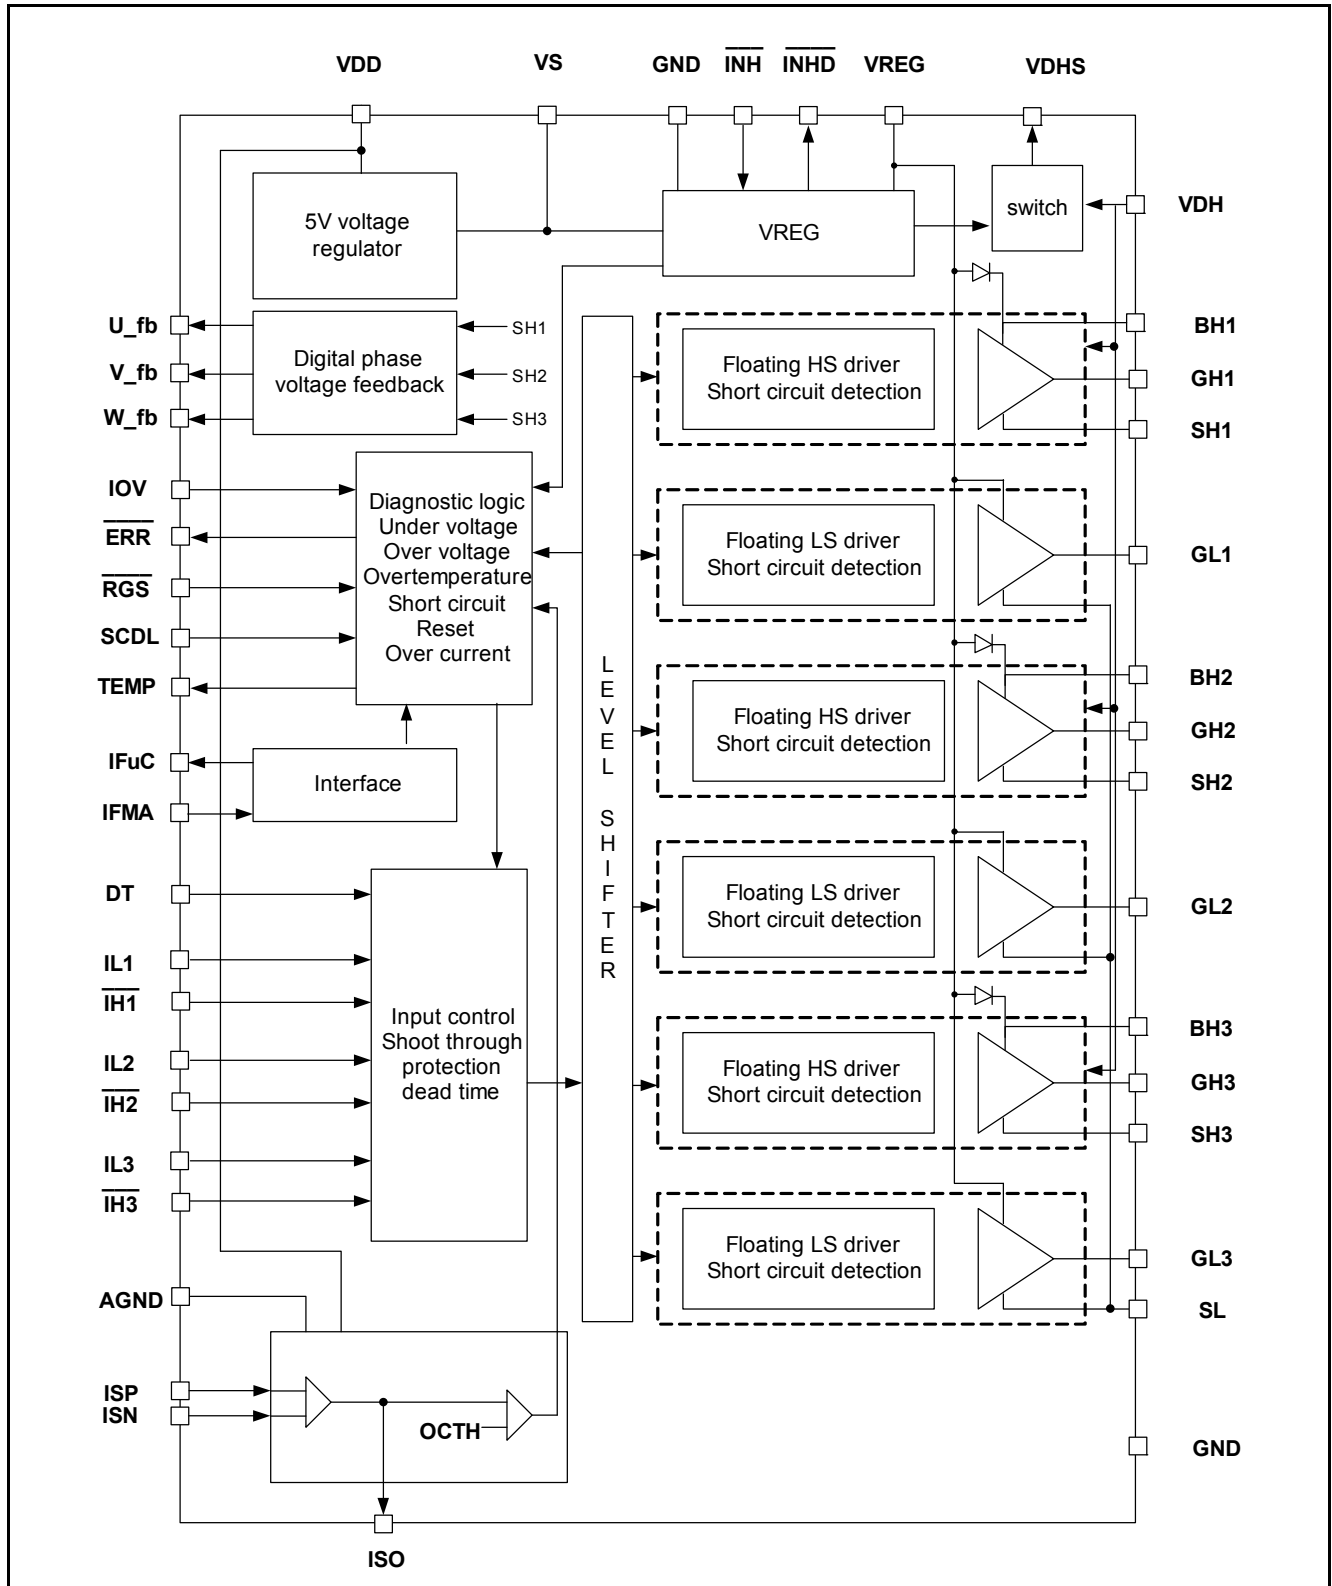 VDD
VS
GND
INH
INHD
VREG
VDHS
5V voltage
regulator
VREG
switch
VDH
U_fb
V_fb
W_fb
Digital phase
voltage feedback
SH1
SH2
SH3
Floating HS driver
Short circuit detection
BH1
GH1
SH1
IOV
ERR
RGS
SCDL
TEMP
Diagnostic logic
Under voltage
Over voltage
Overtemperature
Short circuit
Reset
Over current
Floating LS driver
Short circuit detection
GL1
LEVEL SHIFTER
Floating HS driver
Short circuit detection
BH2
GH2
SH2
IFuC
IFMA
Interface
Floating LS driver
Short circuit detection
GL2
DT
IL1
IH1
IL2
IH2
IL3
IH3
Input control
Shoot through
protection
dead time
Floating HS driver
Short circuit detection
BH3
GH3
SH3
Floating LS driver
Short circuit detection
GL3
SL
AGND
ISP
ISN
OCTH
GND
ISO